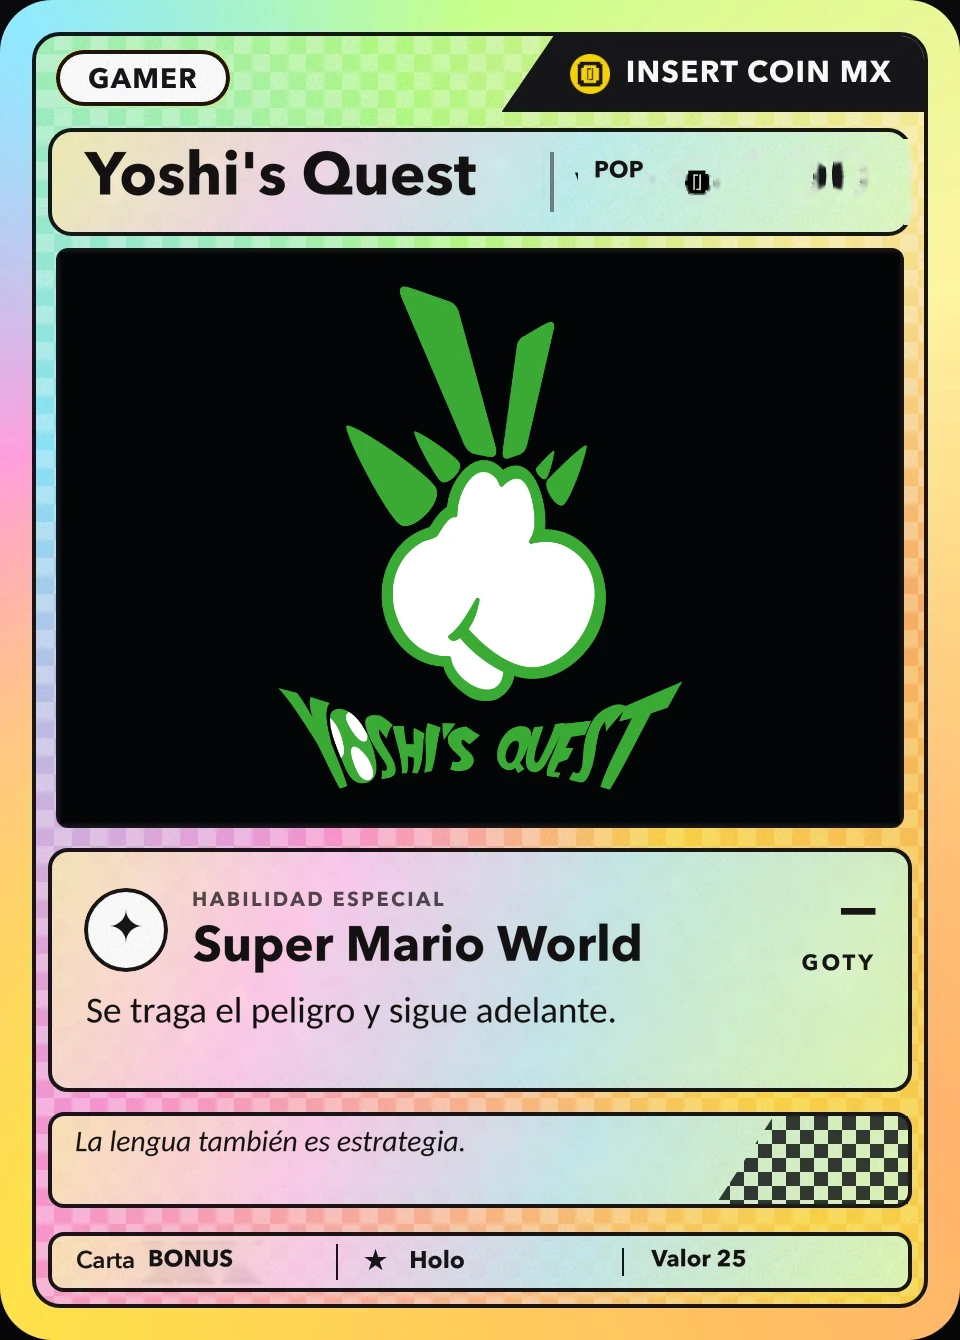 GAMER
INSERT COIN MX
Yoshi's Quest
POP
YOSHI'S QUEST
HABILIDAD ESPECIAL
Super Mario World
GOTY
Se traga el peligro y sigue adelante.
La lengua también es estrategia.
Carta BONUS
★ Holo
Valor 25